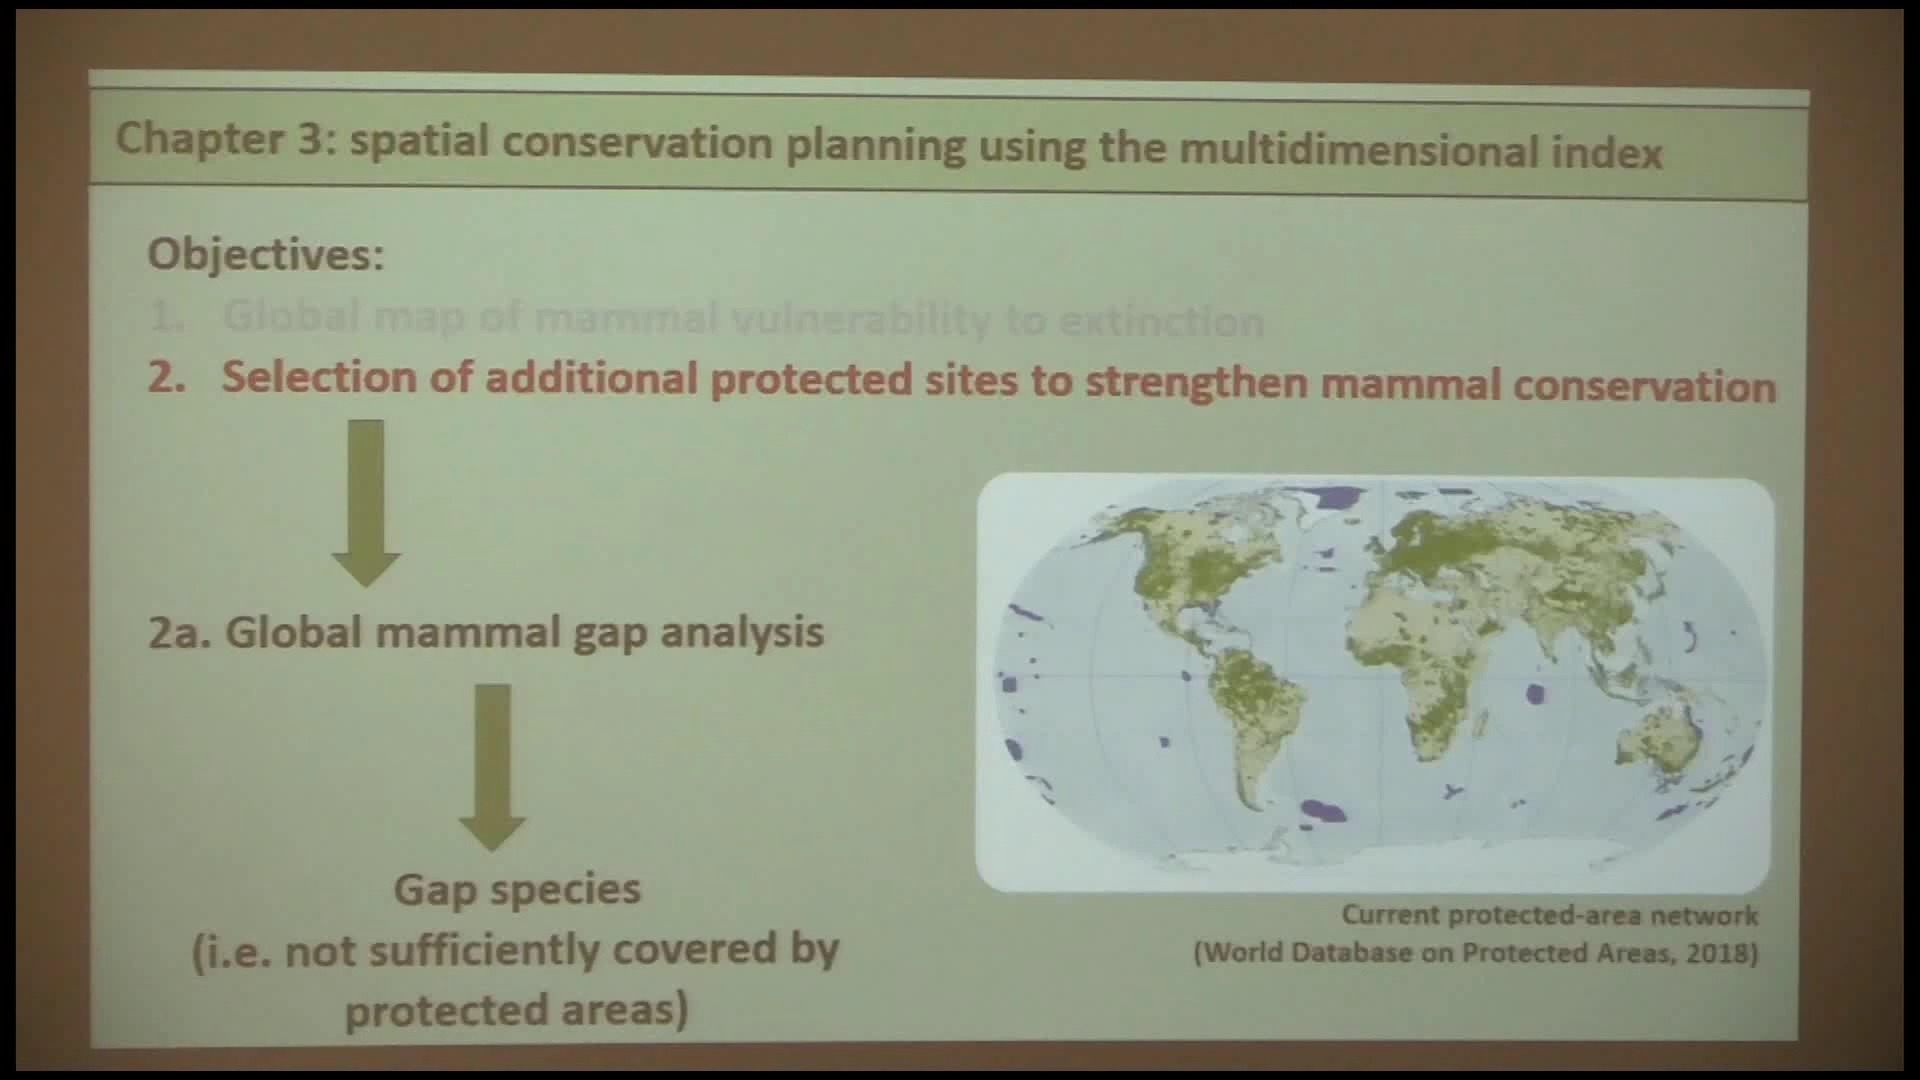 Chapter 3: spatial conservation planning using the multidimensional index
Objectives:
1. Global map of mammal vulnerability to extinction
2. Selection of additional protected sites to strengthen mammal conservation
2a. Global mammal gap analysis
Gap species
(i.e. not sufficiently covered by
protected areas)
Current protected-area network
(World Database on Protected Areas, 2018)